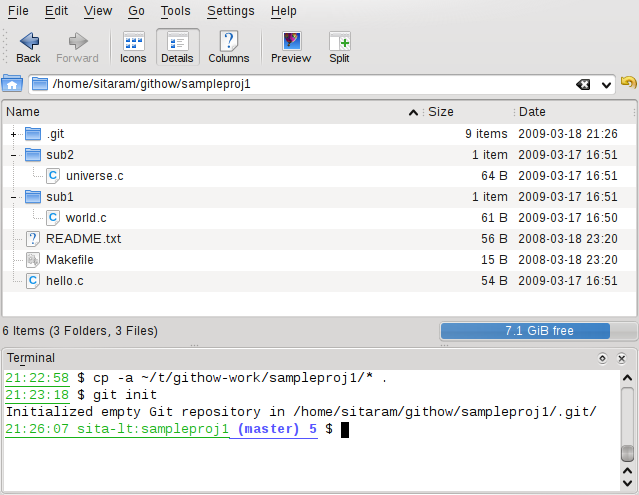 File Edit View Go Tools Settings Help
Back Forward Icons Details Columns Preview Split
/home/sitaram/githow/sampleproj1
Name Size Date
.git 9 items 2009-03-18 21:26
sub2 1 item 2009-03-17 16:51
universe.c 64 B 2009-03-17 16:51
sub1 1 item 2009-03-17 16:51
world.c 61 B 2009-03-17 16:50
README.txt 56 B 2008-03-18 23:20
Makefile 15 B 2008-03-18 23:20
hello.c 54 B 2009-03-17 16:51
6 Items (3 Folders, 3 Files) 7.1 GiB free
Terminal
21:22:58 $ cp -a ~/t/githow-work/sampleproj1/* .
21:23:18 $ git init
Initialized empty Git repository in /home/sitaram/githow/sampleproj1/.git/
21:26:07 sita-lt:sampleproj1 (master) 5 $